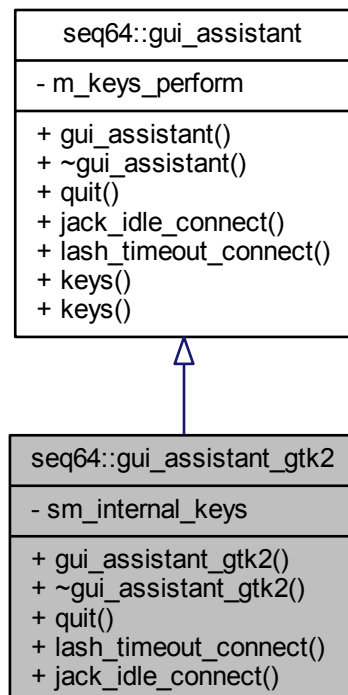 seq64::gui_assistant
- m_keys_perform
+ gui_assistant()
+ ~gui_assistant()
+ quit()
+ jack_idle_connect()
+ lash_timeout_connect()
+ keys()
+ keys()
seq64::gui_assistant_gtk2
- sm_internal_keys
+ gui_assistant_gtk2()
+ ~gui_assistant_gtk2()
+ quit()
+ lash_timeout_connect()
+ jack_idle_connect()